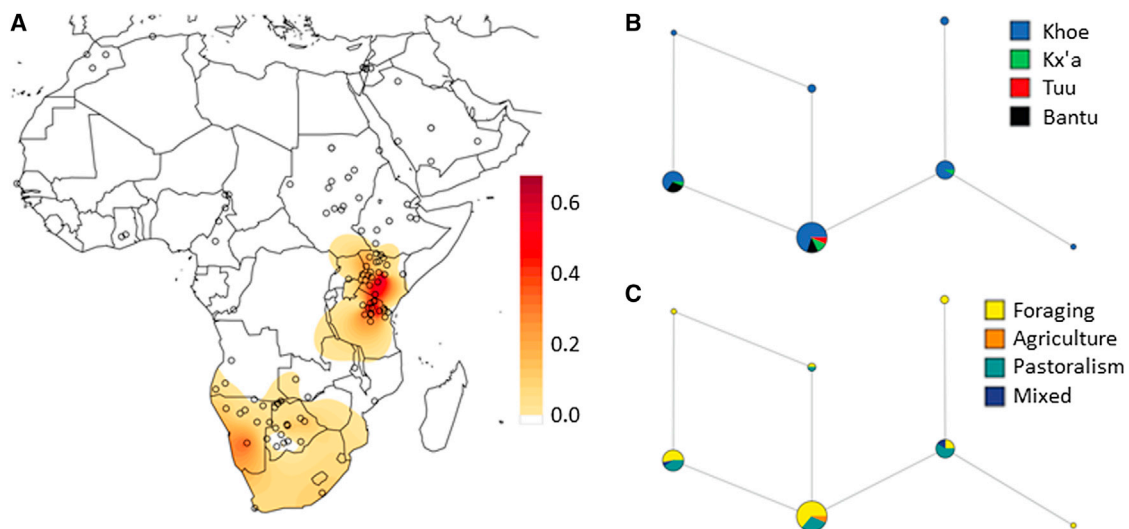 A
0.6
0.4
0.2
0.0
B
Khoe
Kx'a
Tuu
Bantu
C
Foraging
Agriculture
Pastoralism
Mixed